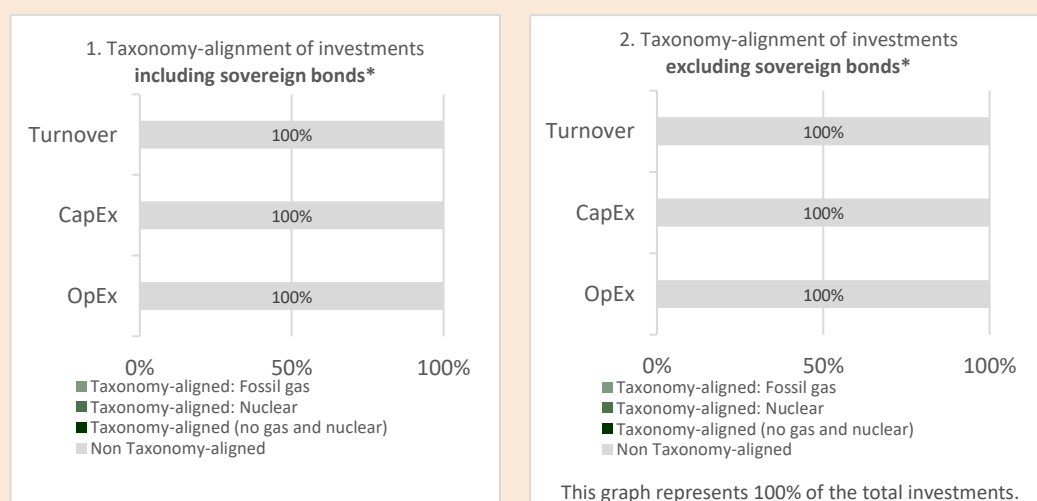 1. Taxonomy-alignment of investments
including sovereign bonds*
Turnover
100%
CapEx
100%
OpEx
100%
0%
50%
100%
Taxonomy-aligned: Fossil gas
Taxonomy-aligned: Nuclear
Taxonomy-aligned (no gas and nuclear)
Non Taxonomy-aligned
2. Taxonomy-alignment of investments
excluding sovereign bonds*
Turnover
100%
CapEx
100%
OpEx
100%
0%
50%
100%
Taxonomy-aligned: Fossil gas
Taxonomy-aligned: Nuclear
Taxonomy-aligned (no gas and nuclear)
Non Taxonomy-aligned
This graph represents 100% of the total investments.